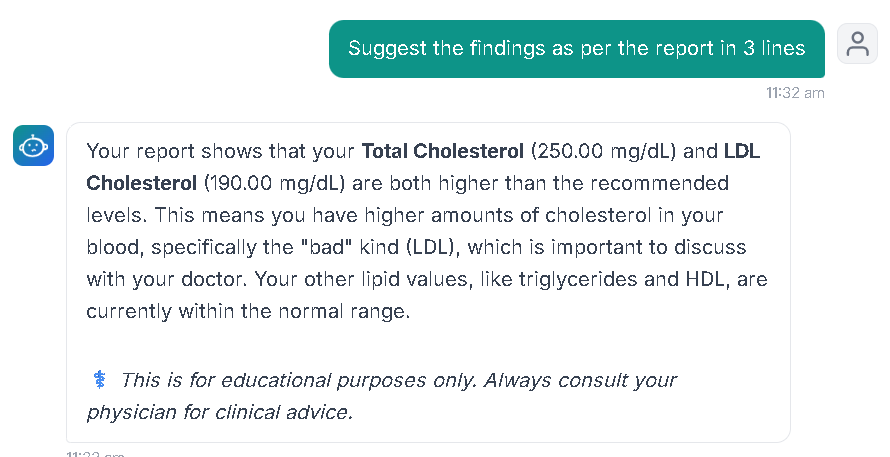 Suggest the findings as per the report in 3 lines
11:32 am
Your report shows that your Total Cholesterol (250.00 mg/dL) and LDL
Cholesterol (190.00 mg/dL) are both higher than the recommended
levels. This means you have higher amounts of cholesterol in your
blood, specifically the "bad" kind (LDL), which is important to discuss
with your doctor. Your other lipid values, like triglycerides and HDL, are
currently within the normal range.
This is for educational purposes only. Always consult your
physician for clinical advice.